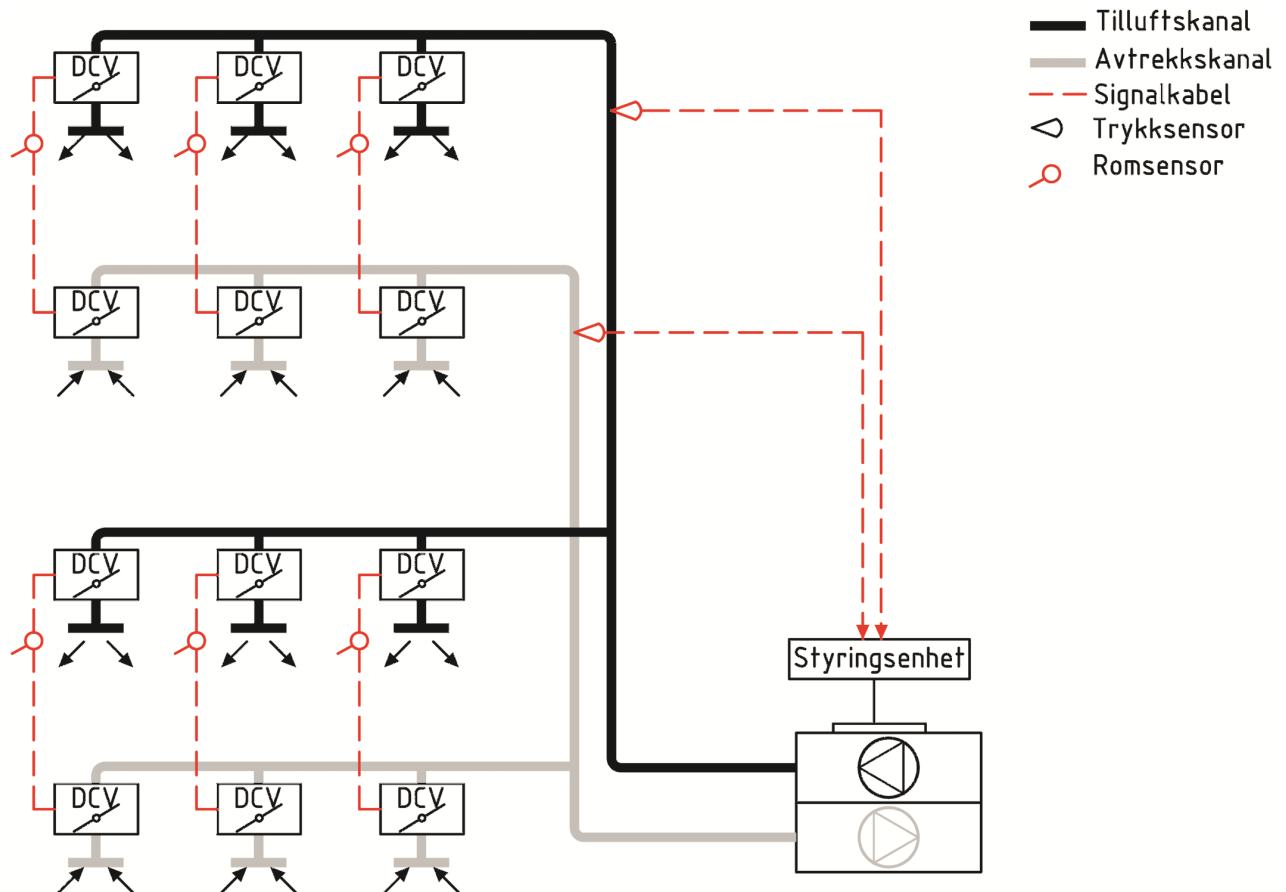 Tilluftskanal
Avtrekkskanal
Signalkabel
Trykksensor
Romsensor
DCV DCV DCV
DCV DCV DCV
DCV DCV DCV
Styringsenhet
DCV DCV DCV